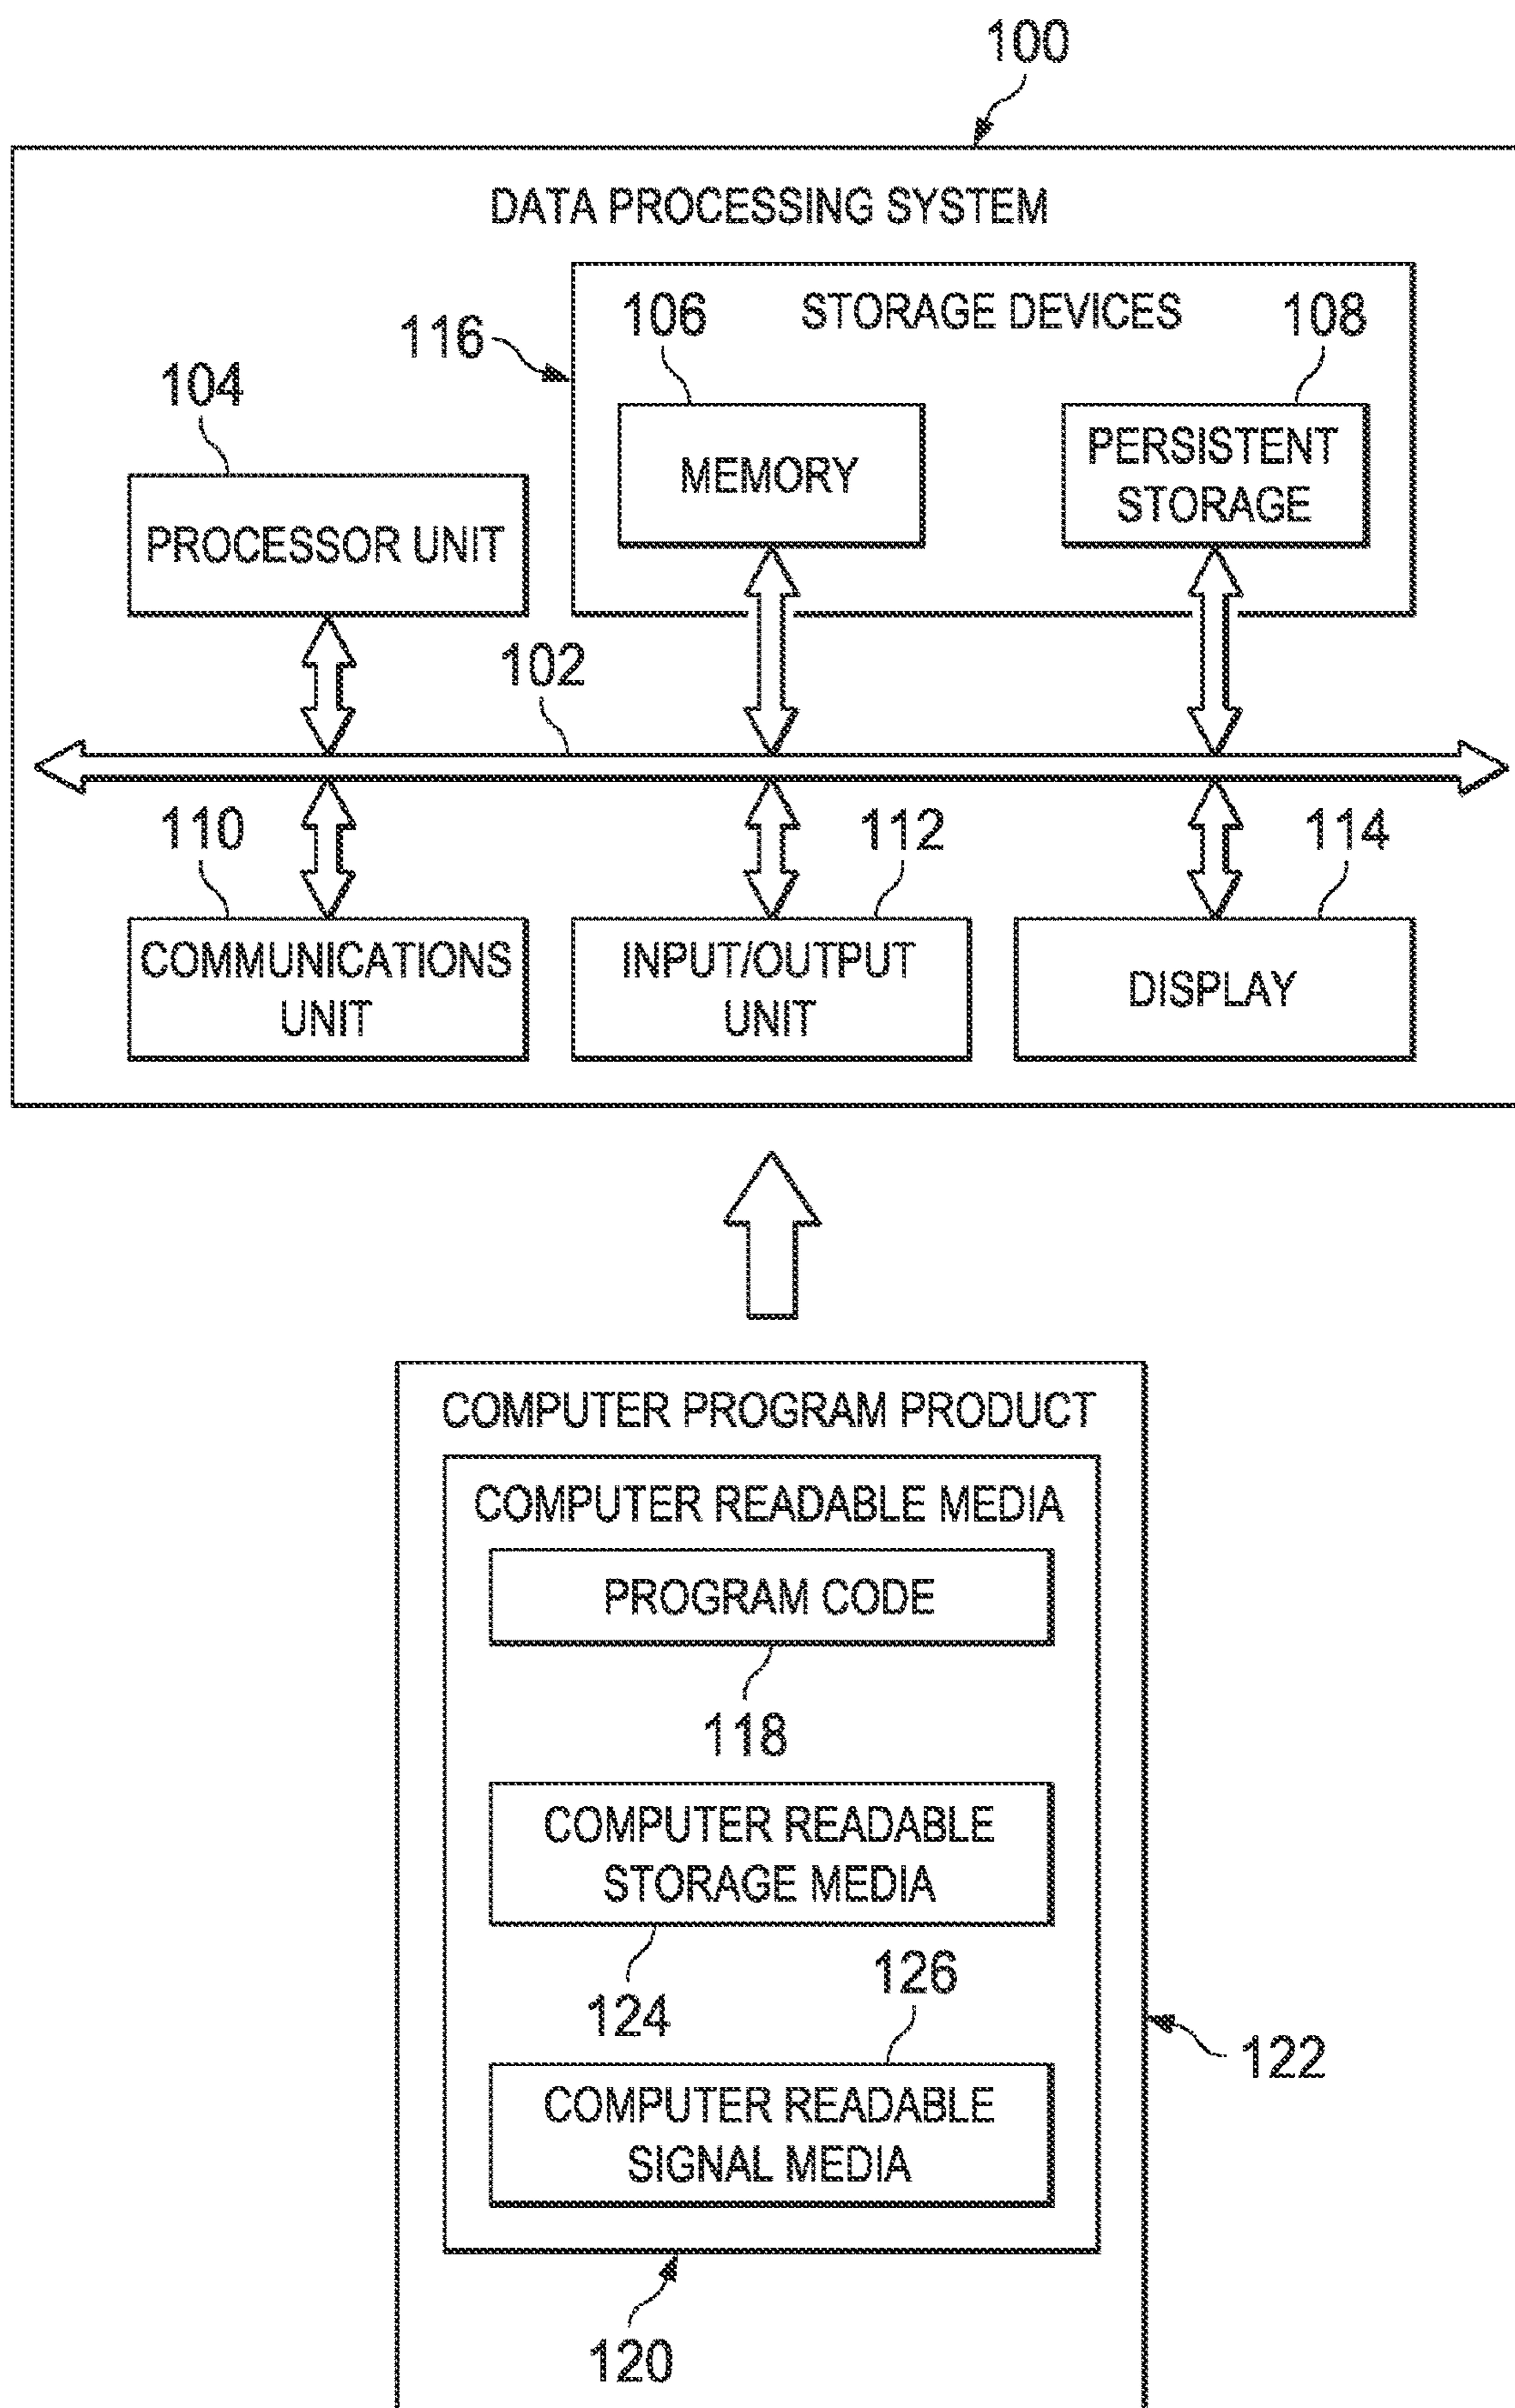 100
DATA PROCESSING SYSTEM
STORAGE DEVICES
116
106
108
104
MEMORY
PERSISTENT
STORAGE
PROCESSOR UNIT
102
110
112
114
COMMUNICATIONS
UNIT
INPUT/OUTPUT
UNIT
DISPLAY
COMPUTER PROGRAM PRODUCT
COMPUTER READABLE MEDIA
PROGRAM CODE
118
COMPUTER READABLE
STORAGE MEDIA
124
126
122
COMPUTER READABLE
SIGNAL MEDIA
120